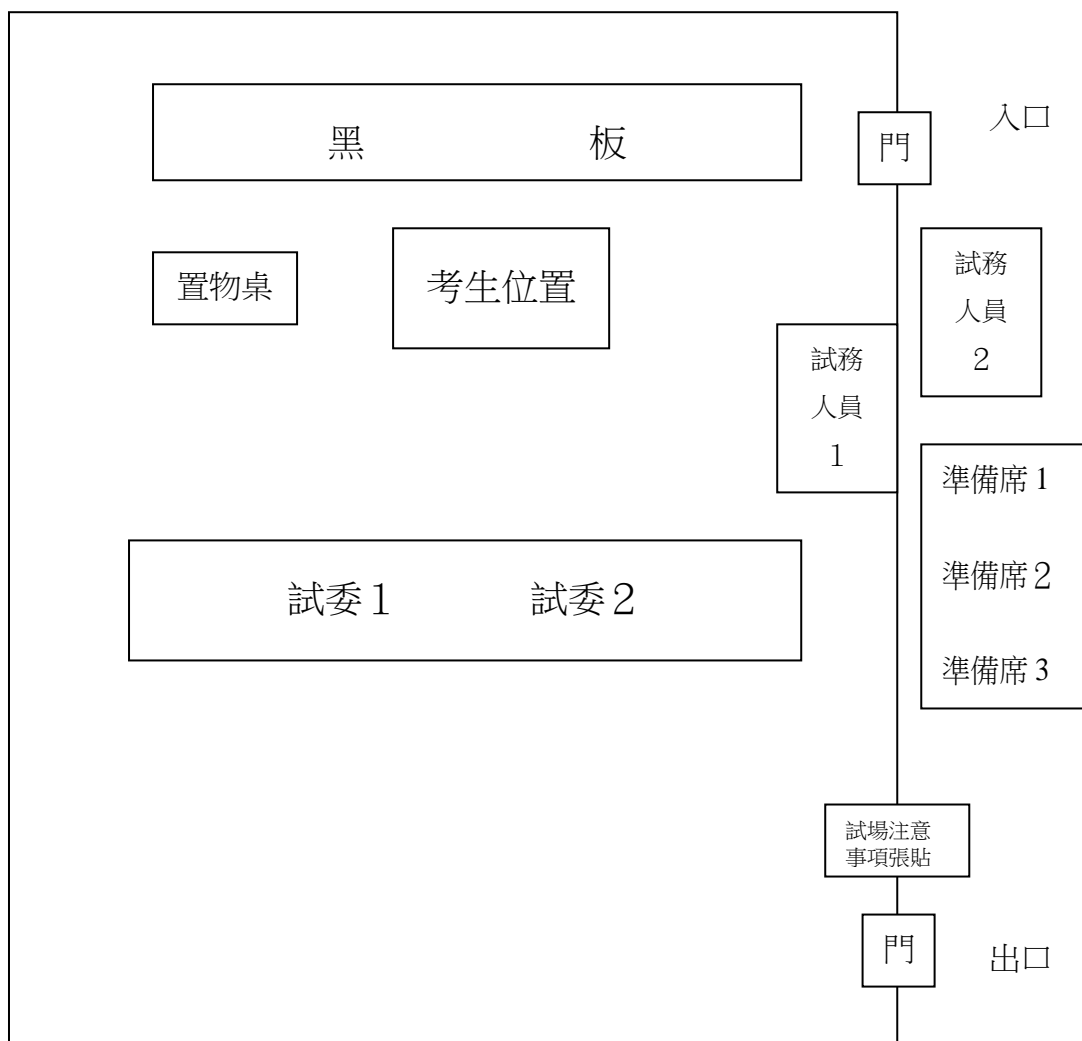 黑 板
門
入口
置物桌
考生位置
試務
人員
２
試務
人員
１
準備席 1
準備席２
準備席 3
試委１ 試委２
試場注意
事項張貼
門
出口